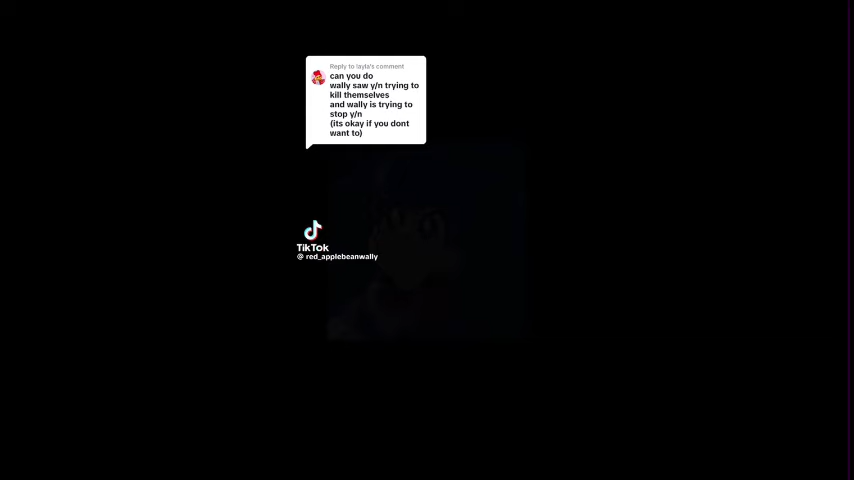 Reply to layla's comment
can you do
wally saw y/n trying to
kill themselves
and wally is trying to
stop y/n
(its okay if you dont
want to)
TikTok
@ red_applebeanwally